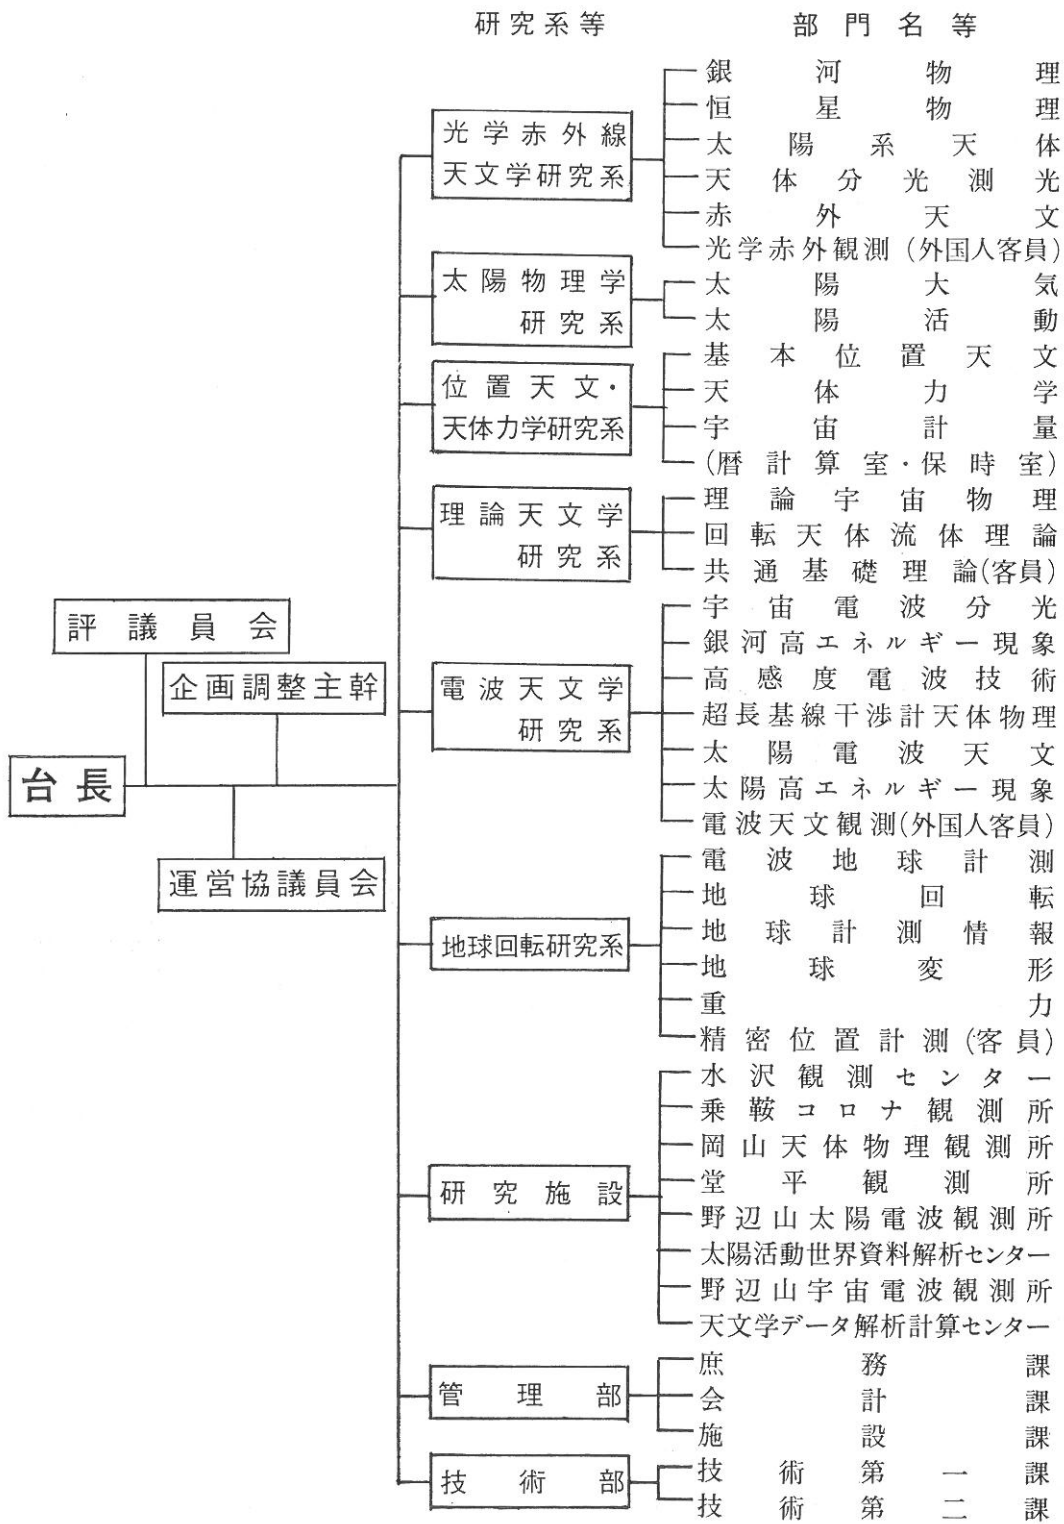 研究系等
部門名等
光学赤外線
天文学研究系
銀河物理
恒星物理
太陽系天体
天体分光測光
赤外天文
光学赤外観測（外国人客員）
太陽物理学
研究系
太陽大気
太陽活動
位置天文・
天体力学研究系
基本位置天文
天体力学
宇宙計量
(暦計算室・保時室)
理論天文学
研究系
理論宇宙物理
回転天体流体理論
共通基礎理論(客員)
評議員会
企画調整主幹
台長
運営協議員会
電波天文学
研究系
宇宙電波分光
銀河高エネルギー現象
高感度電波技術
超長基線干渉計天体物理
太陽電波天文
太陽高エネルギー現象
電波天文観測(外国人客員)
地球回転研究系
電波地球計測
地球回転
地球計測情報
地球変形
重力
精密位置計測(客員)
研究施設
水沢観測センター
乗鞍コロナ観測所
岡山天体物理観測所
堂平観測所
野辺山太陽電波観測所
太陽活動世界資料解析センター
野辺山宇宙電波観測所
天文学データ解析計算センター
管理部
庶務課
会計課
施設課
技術部
技術第一課
技術第二課